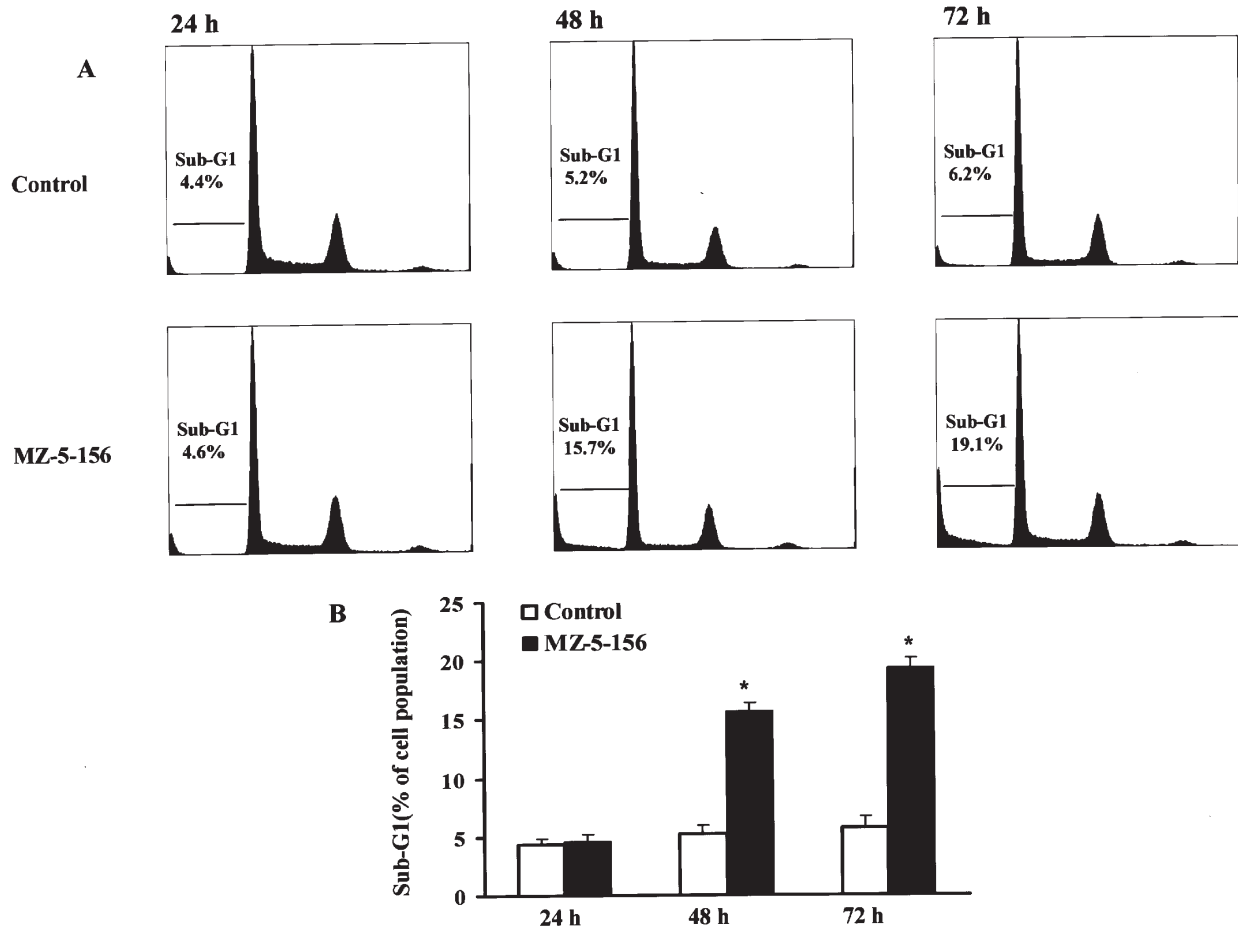 24 h
48 h
72 h
A
Control
Sub-G1
4.4%
Sub-G1
5.2%
Sub-G1
6.2%
MZ-5-156
Sub-G1
4.6%
Sub-G1
15.7%
Sub-G1
19.1%
B
Sub-G1(% of cell population)
25
20
15
10
5
0
Control
MZ-5-156
*
*
24 h
48 h
72 h